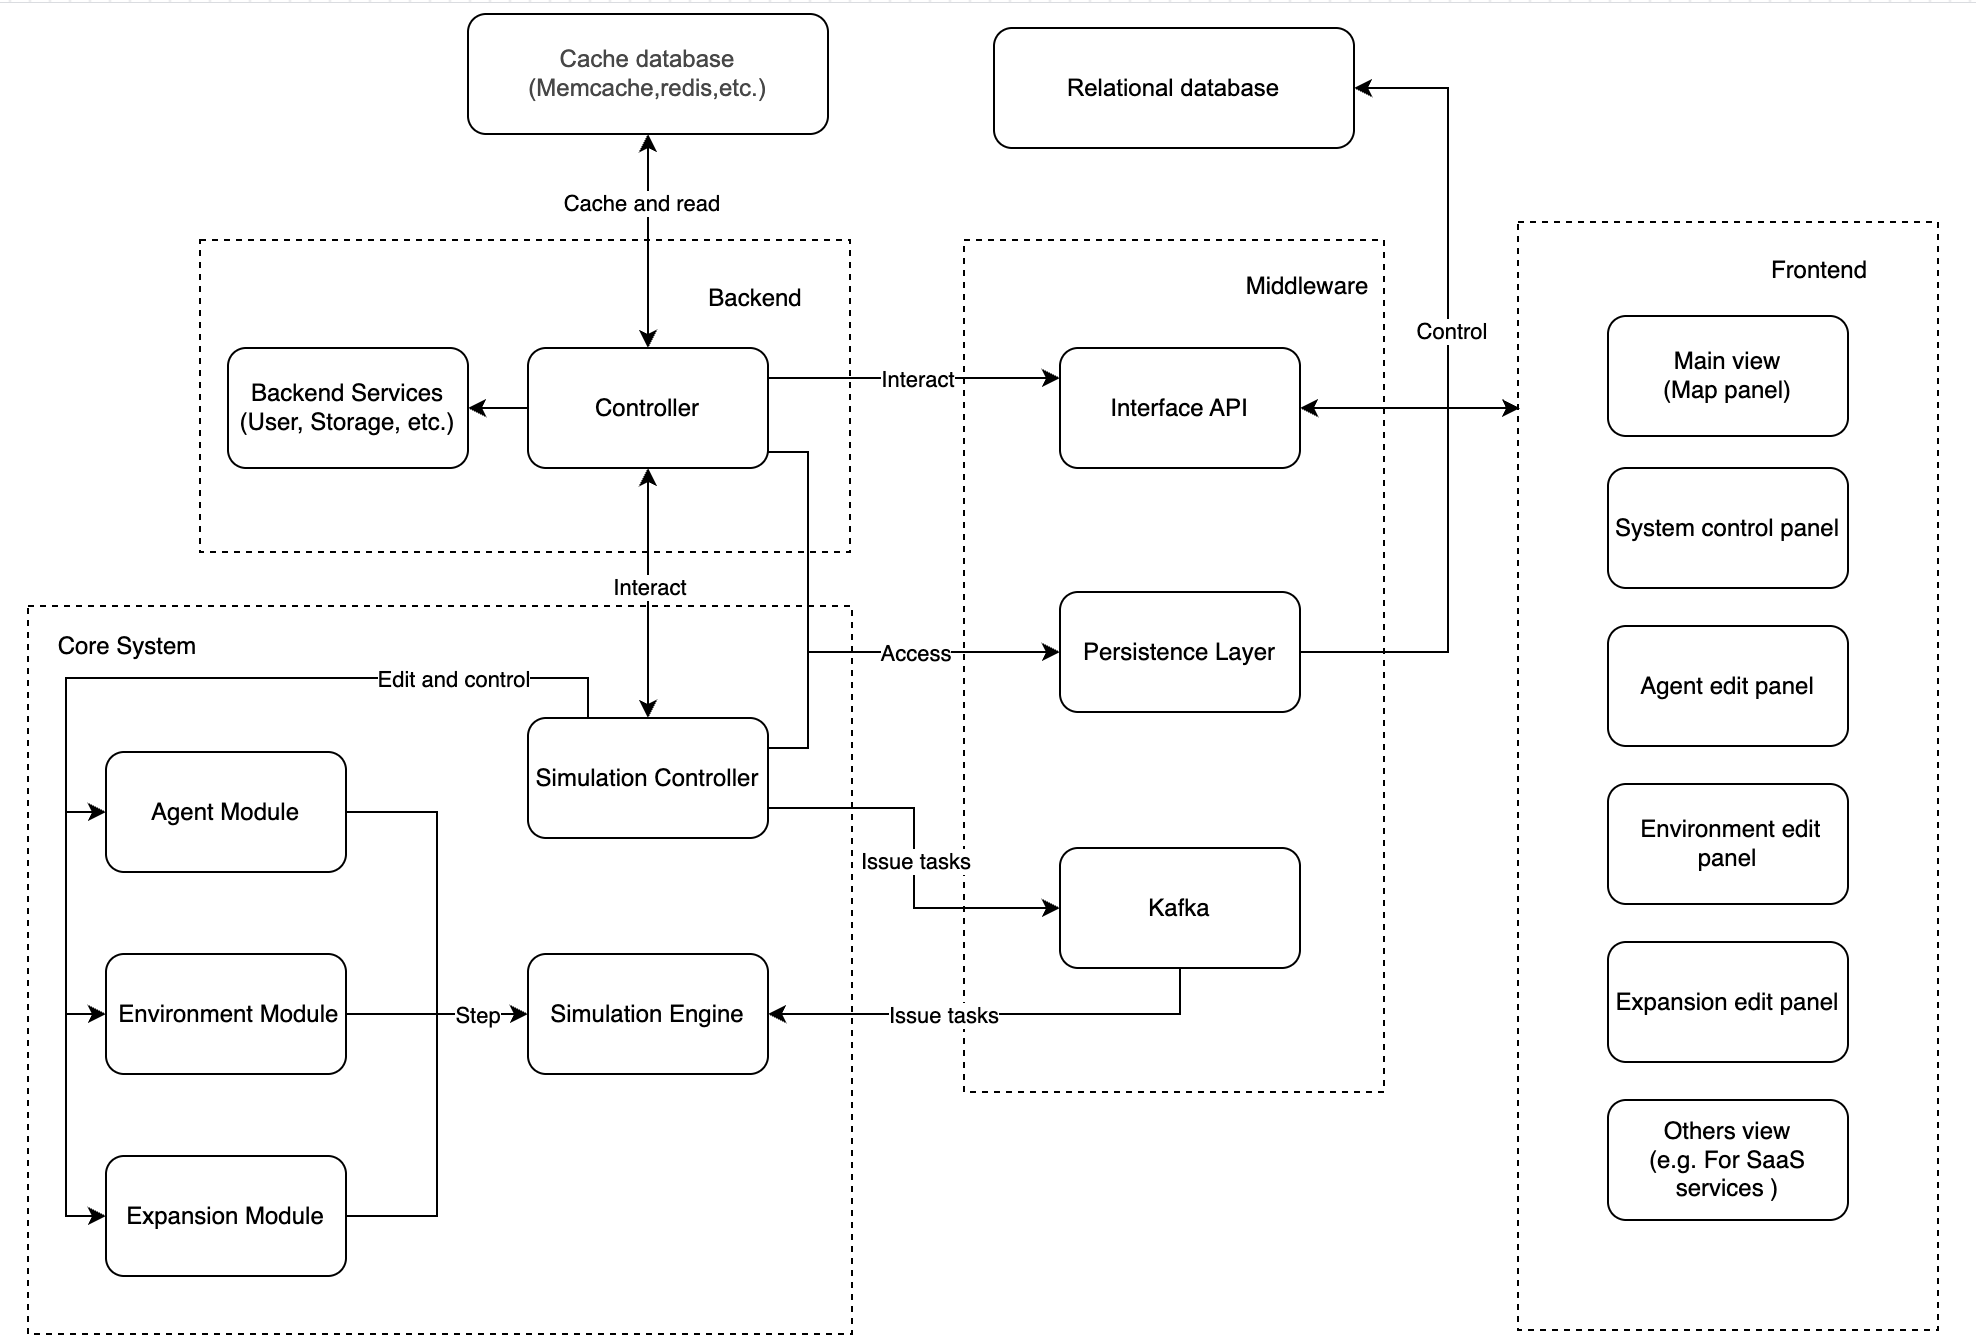 Cache database
(Memcache,redis,etc.)
Relational database
Cache and read
Backend
Middleware
Frontend
Control
Main view
(Map panel)
Backend Services
(User, Storage, etc.)
Controller
Interact
Interface API
System control panel
Interact
Core System
Edit and control
Access
Persistence Layer
Agent edit panel
Simulation Controller
Agent Module
Issue tasks
Kafka
Environment edit
panel
Environment Module
Step
Simulation Engine
Issue tasks
Expansion edit panel
Expansion Module
Others view
(e.g. For SaaS
services )